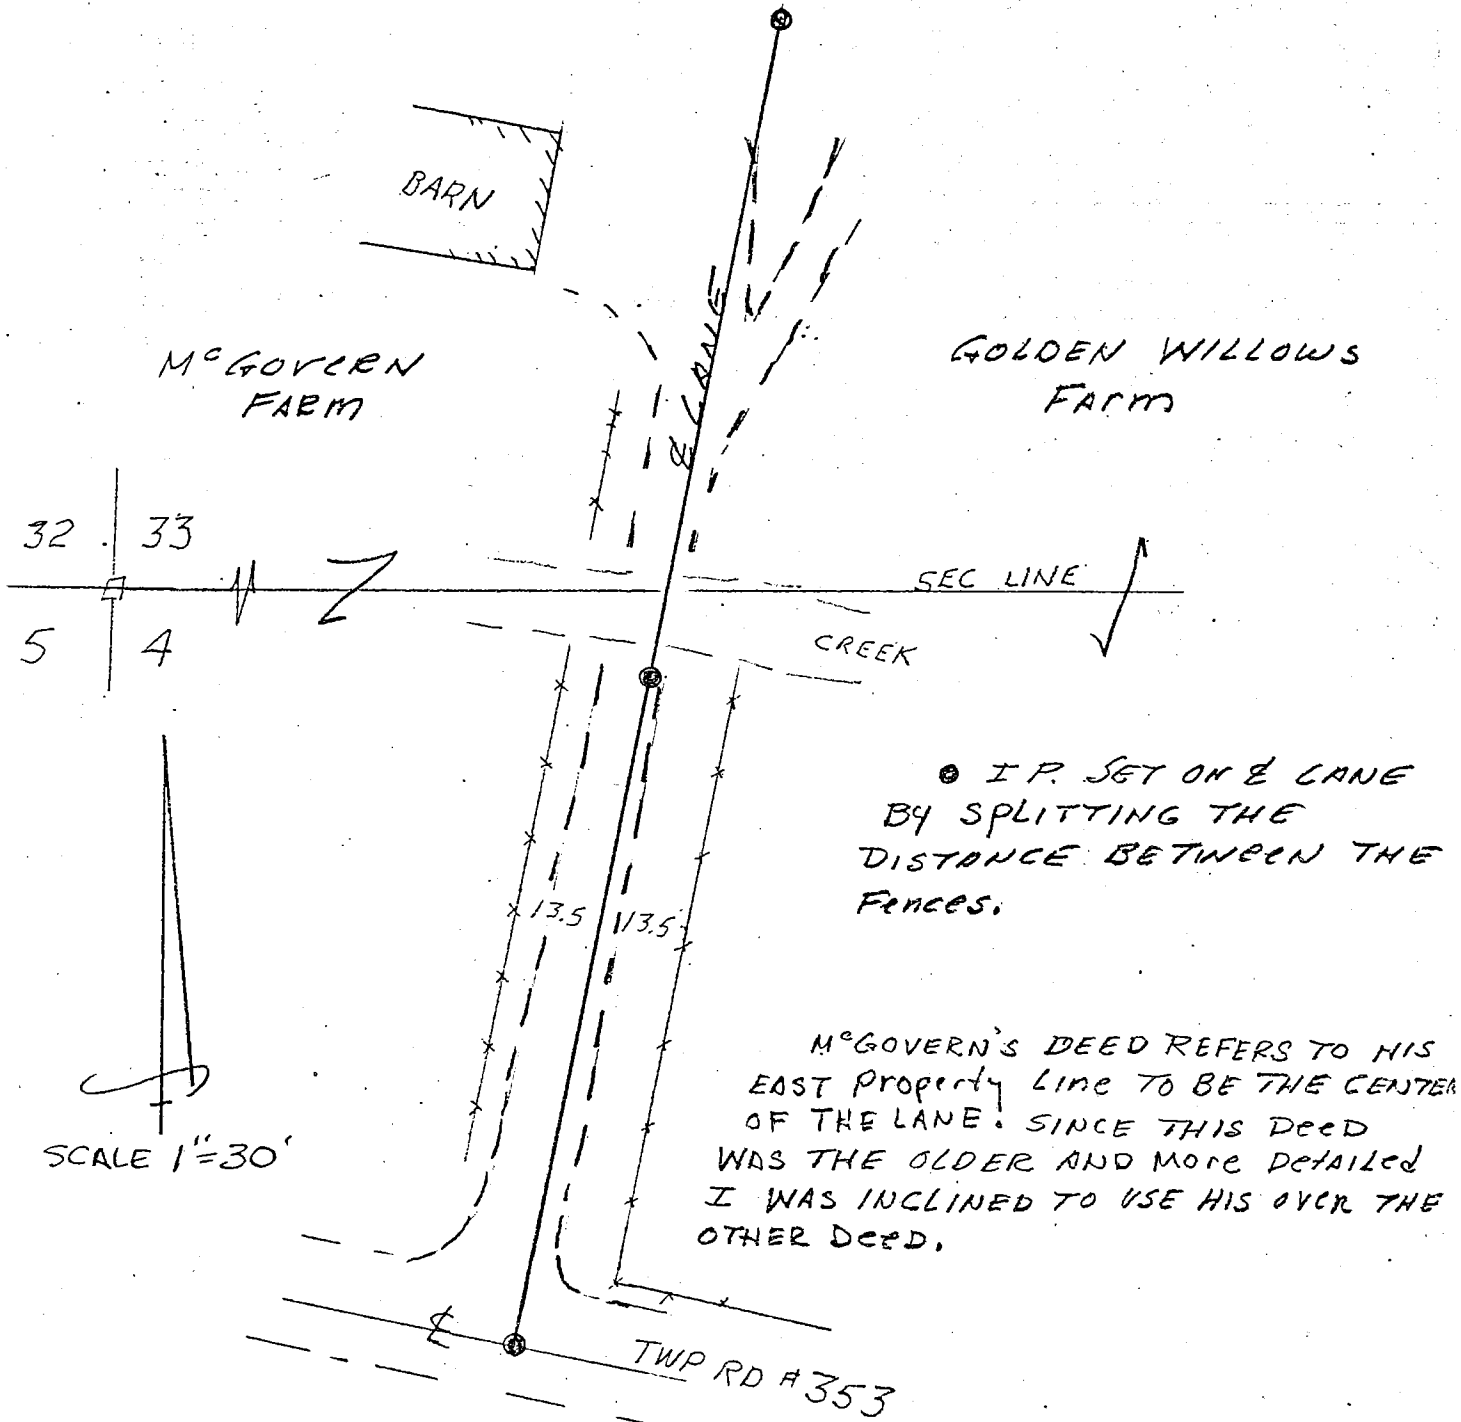 BARN
McGOVERN
FARM
GOLDEN WILLOWS
FARM
℄ LANE
32 33
SEC LINE
5 4
CREEK
I P. SET ON ℄ LANE
BY SPLITTING THE
DISTANCE BETWEEN THE
Fences.
13.5 13.5
McGOVERN'S DEED REFERS TO HIS
EAST Property Line TO BE THE CENTER
OF THE LANE. SINCE THIS DeeD
WAS THE OLDER AND MORe DetAILed
I WAS INCLINED TO USE HIS OVER THE
OTHER DeeD.
SCALE 1"=30'
℄
TWP RD # 353